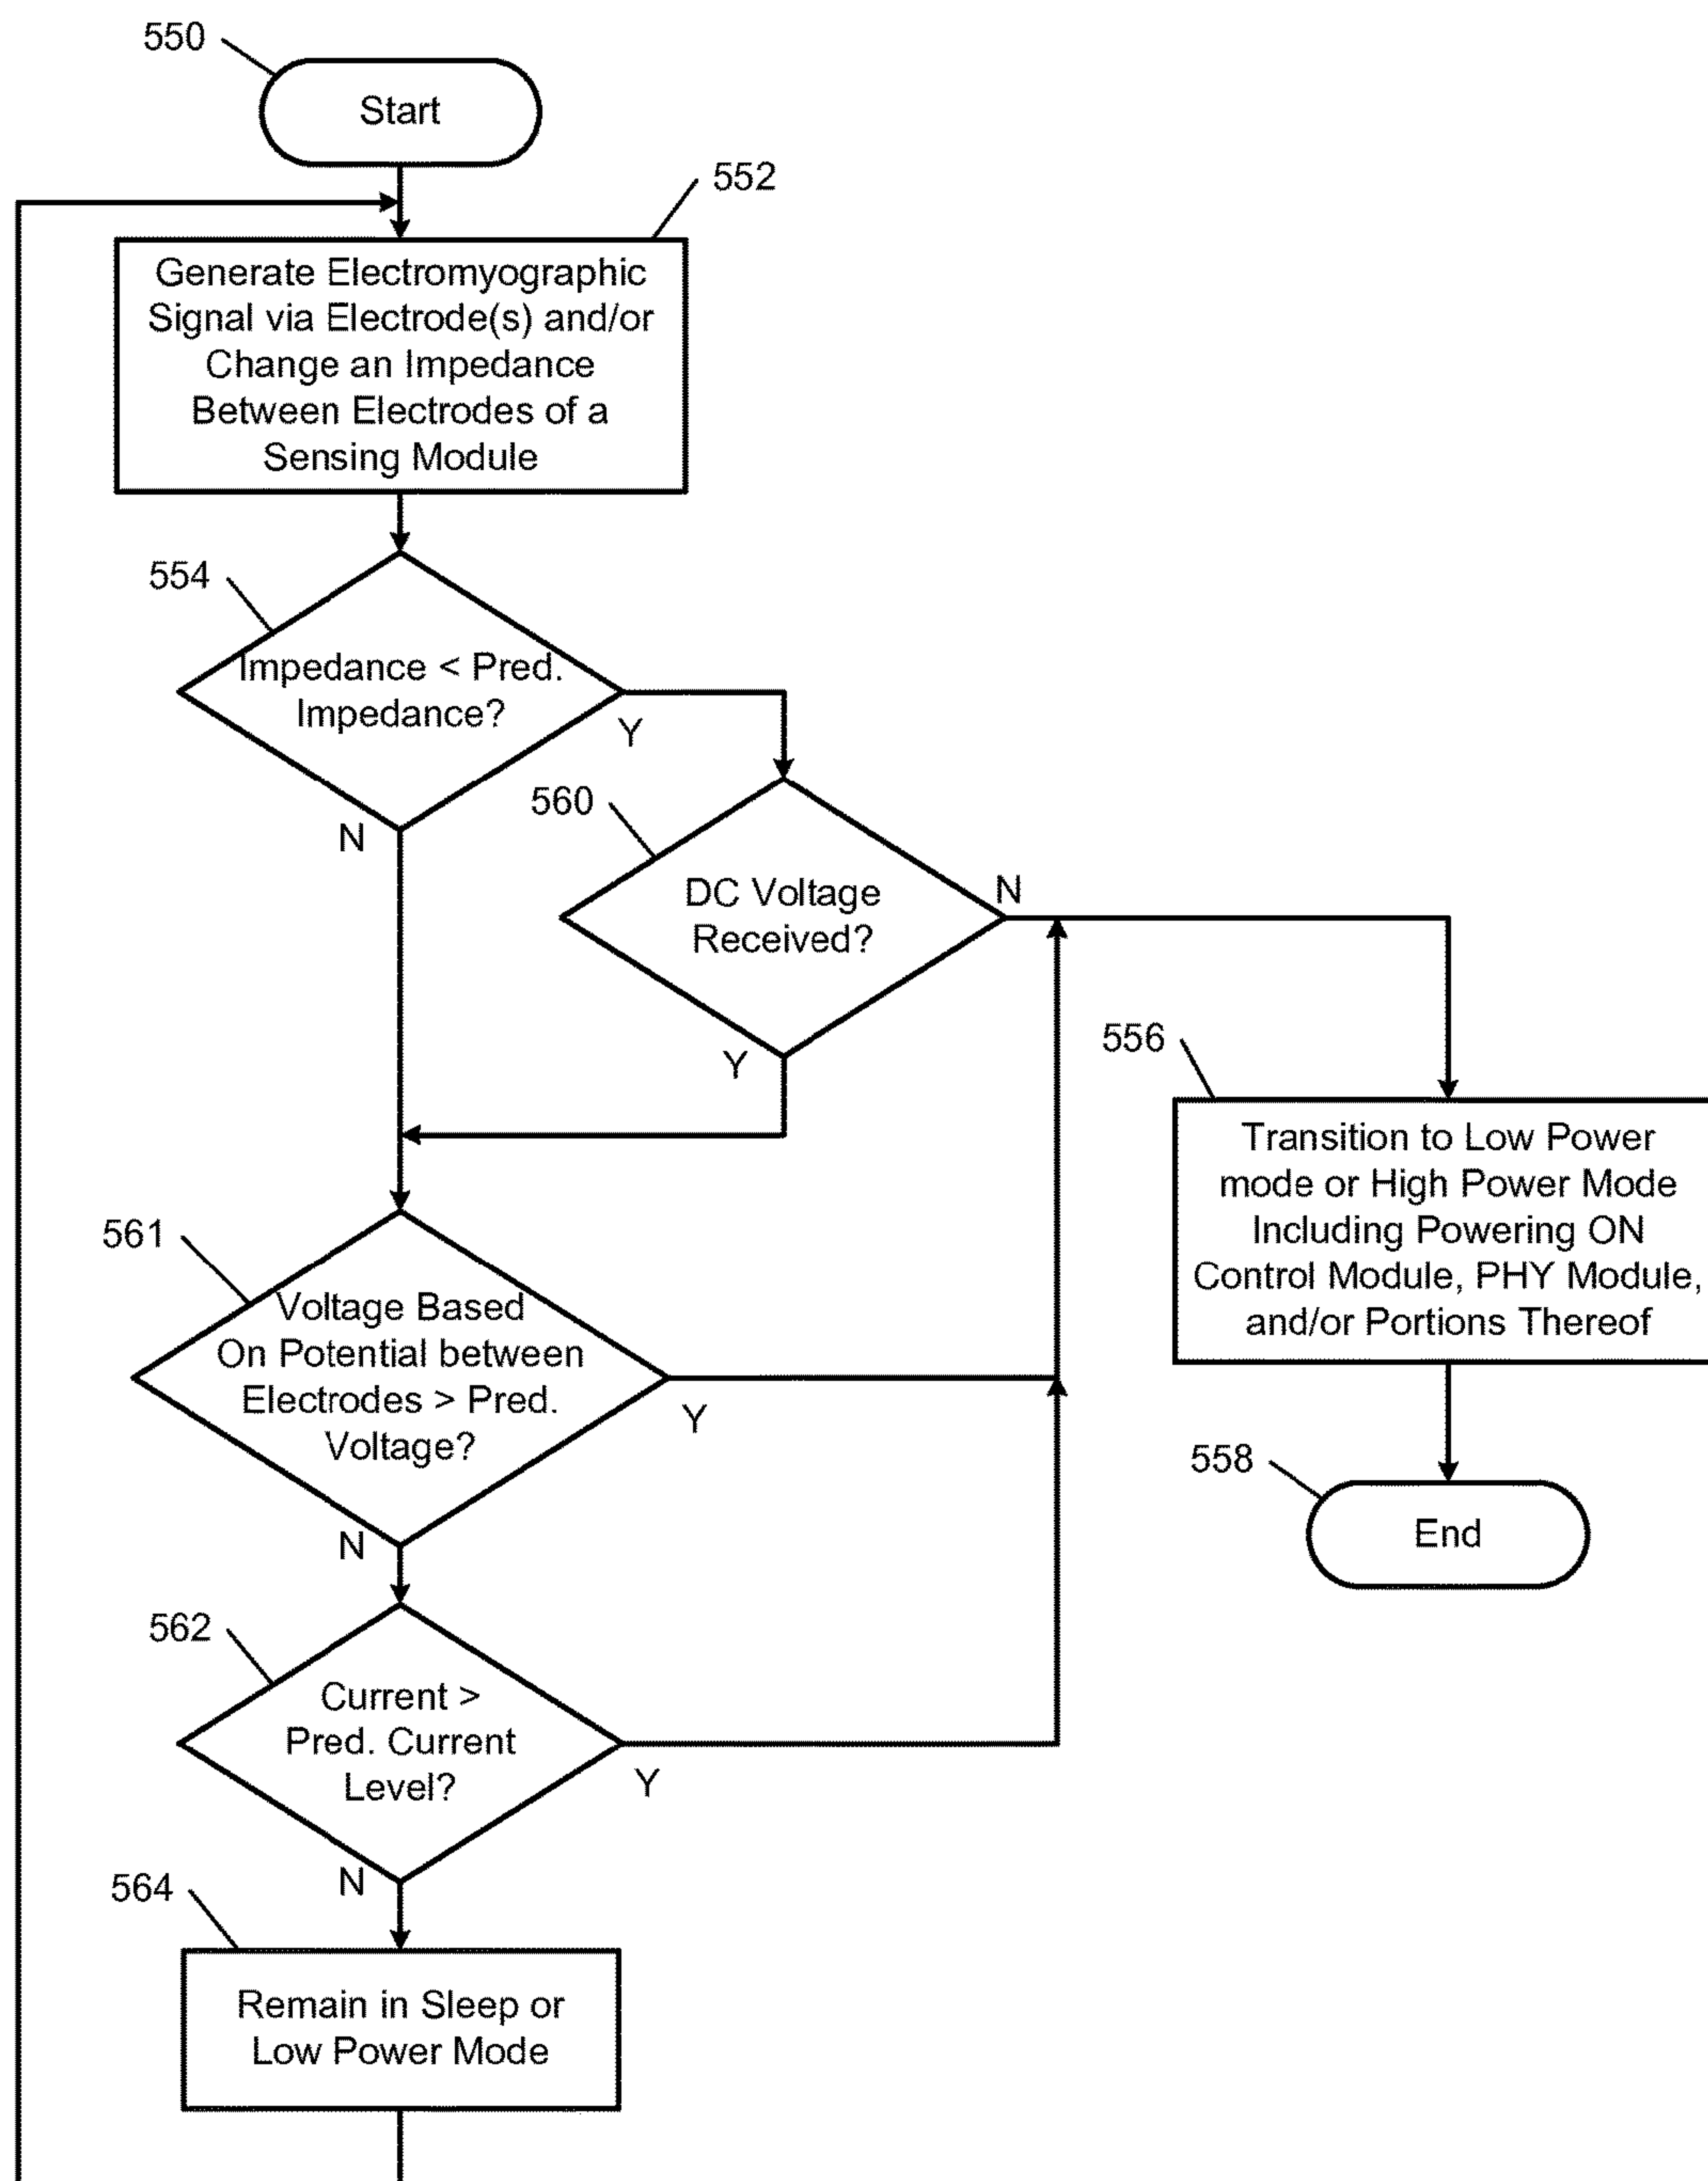 550
Start
552
Generate Electromyographic
Signal via Electrode(s) and/or
Change an Impedance
Between Electrodes of a
Sensing Module
554
Impedance < Pred.
Impedance?
Y
N
560
DC Voltage
Received?
N
Y
556
Transition to Low Power
mode or High Power Mode
Including Powering ON
Control Module, PHY Module,
and/or Portions Thereof
561
Voltage Based
On Potential between
Electrodes > Pred.
Voltage?
Y
N
558
End
562
Current >
Pred. Current
Level?
Y
N
564
Remain in Sleep or
Low Power Mode